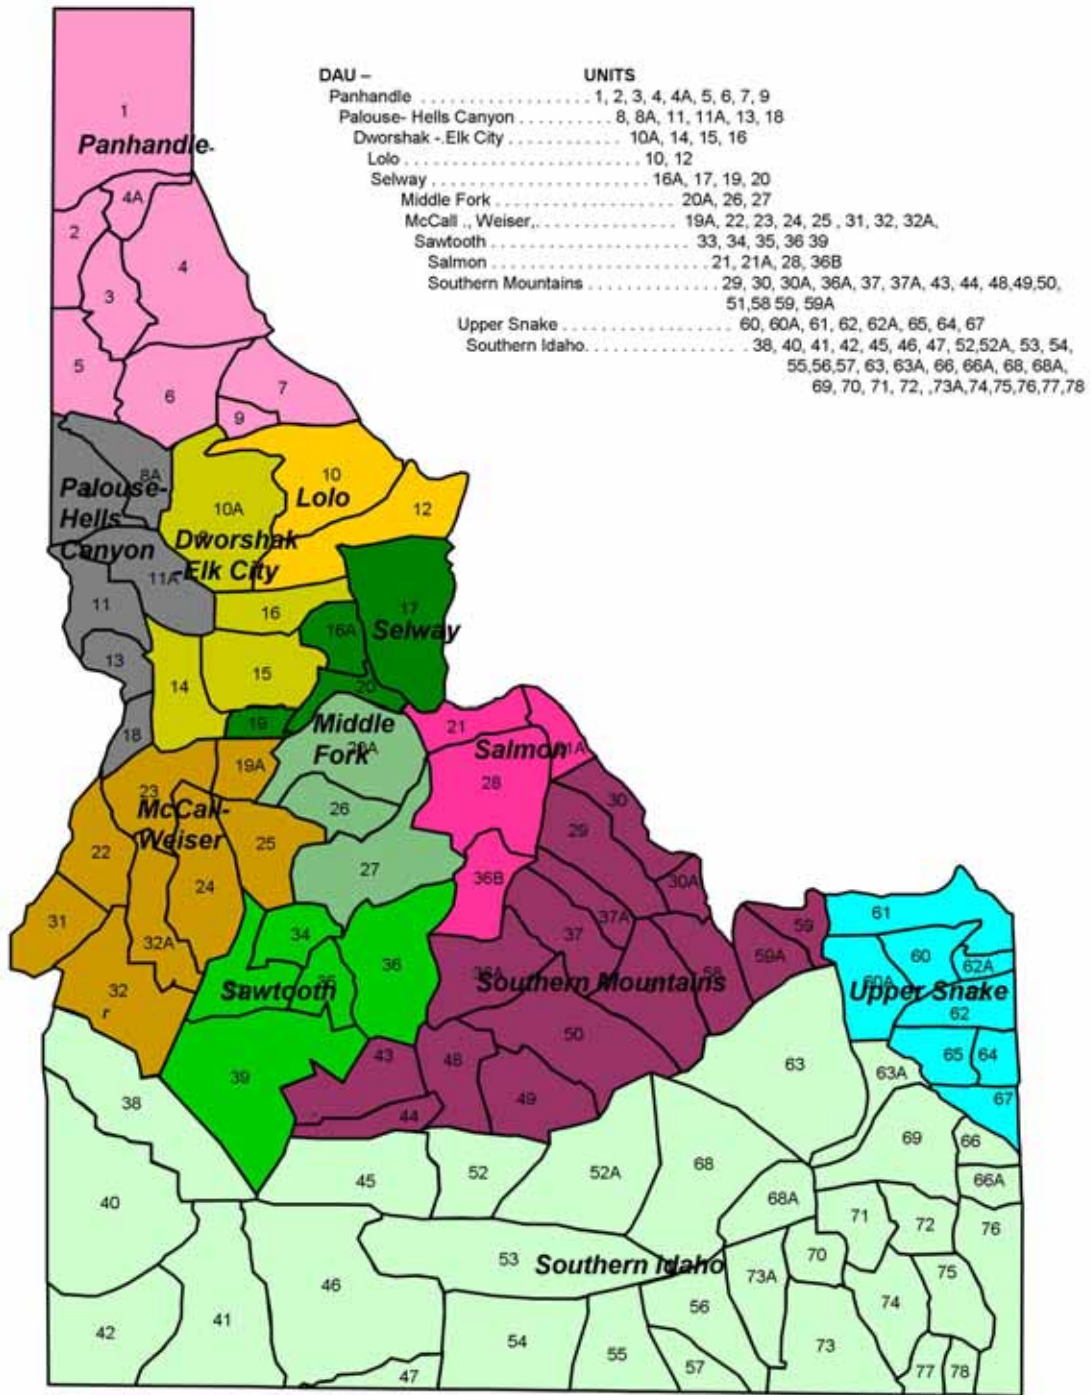 DAU – UNITS
Panhandle . . . . . . . . . . . . . . . . . . 1, 2, 3, 4, 4A, 5, 6, 7, 9
Palouse- Hells Canyon . . . . . . . . . . 8, 8A, 11, 11A, 13, 18
Dworshak -.Elk City . . . . . . . . . . . . 10A, 14, 15, 16
Lolo . . . . . . . . . . . . . . . . . . . . . . . . . 10, 12
Selway . . . . . . . . . . . . . . . . . . . . . . . 16A, 17, 19, 20
Middle Fork . . . . . . . . . . . . . . . . . . . 20A, 26, 27
McCall ., Weiser,. . . . . . . . . . . . . . . 19A, 22, 23, 24, 25 , 31, 32, 32A,
Sawtooth . . . . . . . . . . . . . . . . . . . . . 33, 34, 35, 36 39
Salmon . . . . . . . . . . . . . . . . . . . . . . . 21, 21A, 28, 36B
Southern Mountains . . . . . . . . . . . . . 29, 30, 30A, 36A, 37, 37A, 43, 44, 48,49,50,
51,58 59, 59A
Upper Snake . . . . . . . . . . . . . . . . . . 60, 60A, 61, 62, 62A, 65, 64, 67
Southern Idaho. . . . . . . . . . . . . . . . . 38, 40, 41, 42, 45, 46, 47, 52,52A, 53, 54,
55,56,57, 63, 63A, 66, 66A, 68, 68A,
69, 70, 71, 72, ,73A,74,75,76,77,78
1
Panhandle-
4A
2
4
3
5
6
7
9
8A
Palouse-
Hells
Canyon
10A
Dworshak
-Elk City
10
Lolo
12
11A
11
16
16A
17
Selway
13
15
14
20
19
18
Middle
Fork
20A
21
Salmon
21A
28
19A
23
McCall-
Weiser
26
25
22
24
27
36B
30
29
30A
31
32A
32
r
34
35
36
Sawtooth
39
37A
37
36A
Southern Mountains
58
59
59A
50
43
48
49
44
61
60
62A
60A
Upper Snake
62
65
64
67
38
40
45
52
52A
68
63
63A
69
66
66A
68A
71
72
76
53
Southern Idaho
70
73A
75
46
41
42
54
55
56
57
47
74
73
77
78